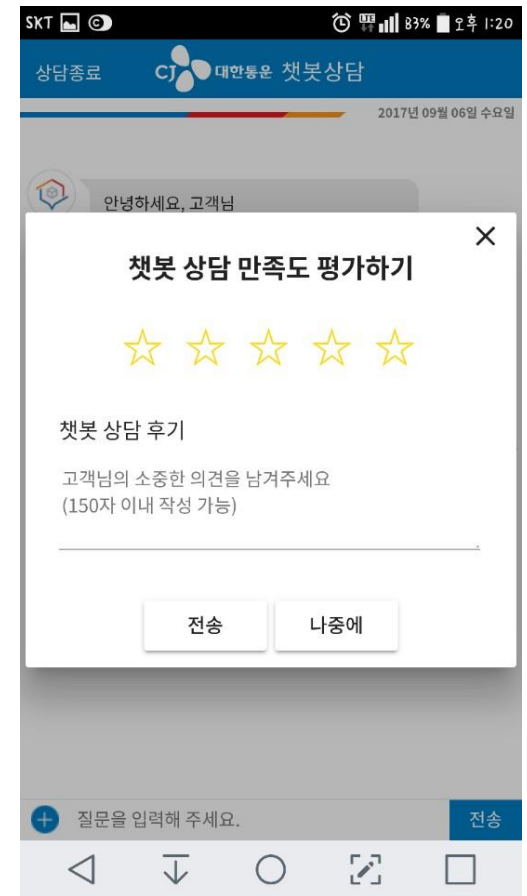 SKT 83% 오후 1:20
상담종료 CJ 대한통운 챗봇상담
2017년 09월 06일 수요일
안녕하세요, 고객님
챗봇 상담 만족도 평가하기
챗봇 상담 후기
고객님의 소중한 의견을 남겨주세요
(150자 이내 작성 가능)
전송 나중에
질문을 입력해 주세요. 전송